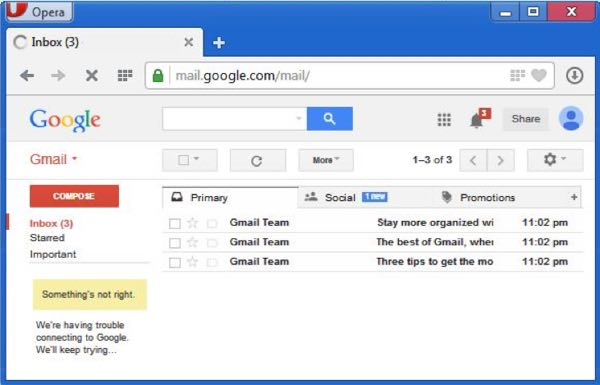 Opera
Inbox (3)
mail.google.com/mail/
Google
3
Share
Gmail
More
1–3 of 3
COMPOSE
Primary
Social
1 new
Promotions
+
Inbox (3)
Starred
Important
Gmail Team Stay more organized wi 11:02 pm
Gmail Team The best of Gmail, wher 11:02 pm
Gmail Team Three tips to get the mo 11:02 pm
Something's not right.
We're having trouble
connecting to Google.
We'll keep trying...